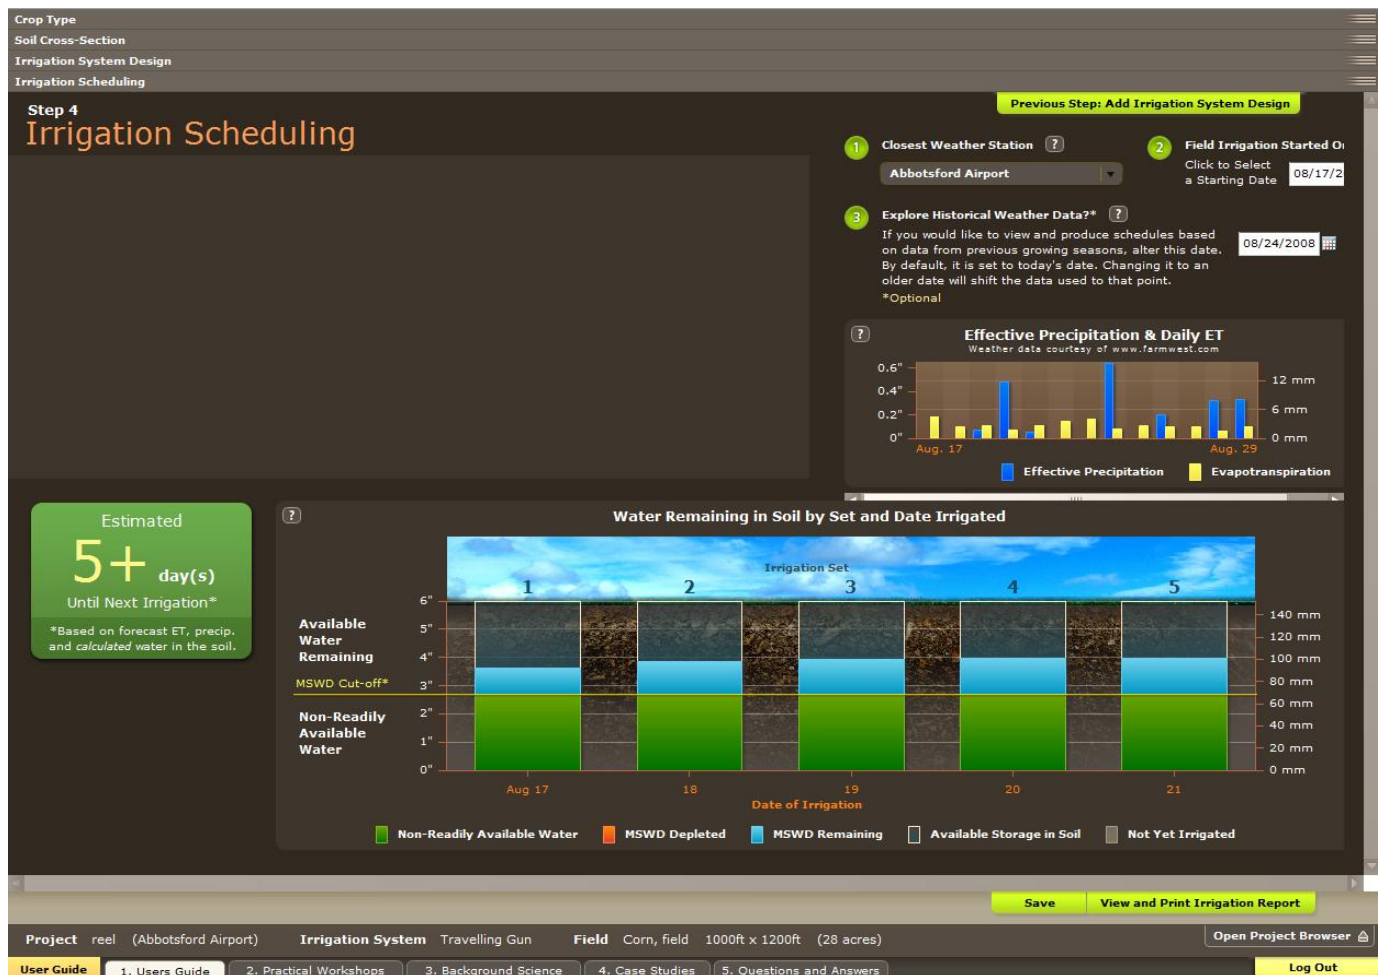 Crop Type
Soil Cross-Section
Irrigation System Design
Irrigation Scheduling
Step 4
Irrigation Scheduling
Previous Step: Add Irrigation System Design
1 Closest Weather Station ?
Abbotsford Airport
2 Field Irrigation Started O
Click to Select
a Starting Date 08/17/2
3 Explore Historical Weather Data?* ?
If you would like to view and produce schedules based
on data from previous growing seasons, alter this date.
By default, it is set to today's date. Changing it to an
older date will shift the data used to that point.
*Optional
08/24/2008
? Effective Precipitation & Daily ET
Weather data courtesy of www.farmwest.com
0.6"
0.4"
0.2"
0"
12 mm
6 mm
0 mm
Aug. 17 Aug. 29
Effective Precipitation Evapotranspiration
Estimated
5+ day(s)
Until Next Irrigation*
*Based on forecast ET, precip.
and calculated water in the soil.
? Water Remaining in Soil by Set and Date Irrigated
Irrigation Set
1 2 3 4 5
Available
Water
Remaining
MSWD Cut-off*
Non-Readily
Available
Water
6"
5"
4"
3"
2"
1"
0"
140 mm
120 mm
100 mm
80 mm
60 mm
40 mm
20 mm
0 mm
Aug 17 18 19 20 21
Date of Irrigation
Non-Readily Available Water MSWD Depleted MSWD Remaining Available Storage in Soil Not Yet Irrigated
Save View and Print Irrigation Report
Project reel (Abbotsford Airport) Irrigation System Travelling Gun Field Corn, field 1000ft x 1200ft (28 acres) Open Project Browser
User Guide 1. Users Guide 2. Practical Workshops 3. Background Science 4. Case Studies 5. Questions and Answers Log Out